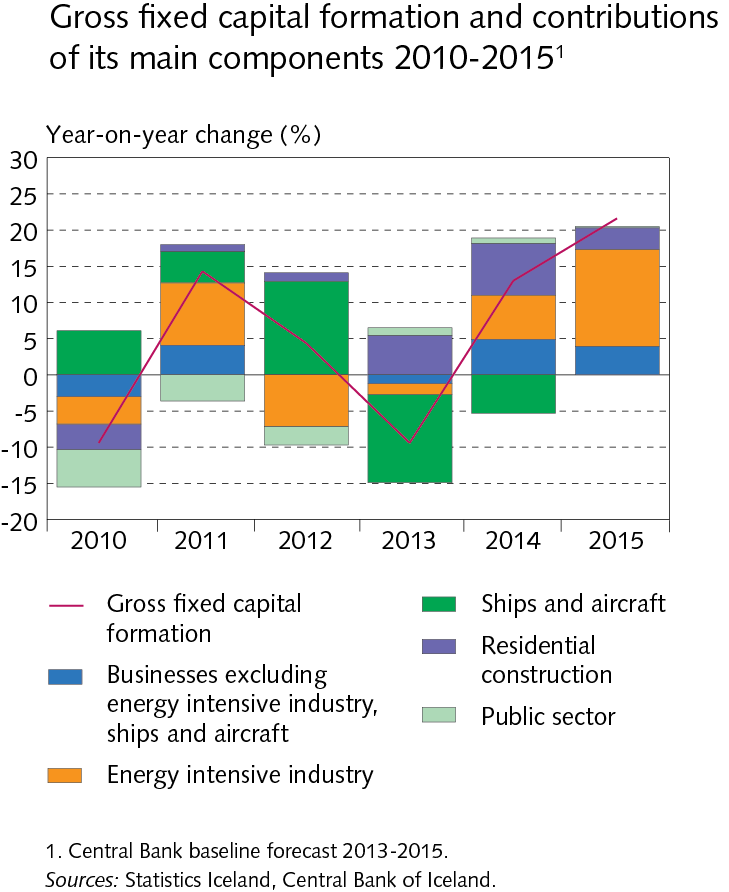 Gross fixed capital formation and contributions
of its main components 2010-2015¹
Year-on-year change (%)
30
25
20
15
10
5
0
-5
-10
-15
-20
2010 2011 2012 2013 2014 2015
Gross fixed capital
formation
Businesses excluding
energy intensive industry,
ships and aircraft
Energy intensive industry
Ships and aircraft
Residential
construction
Public sector
1. Central Bank baseline forecast 2013-2015.
Sources: Statistics Iceland, Central Bank of Iceland.